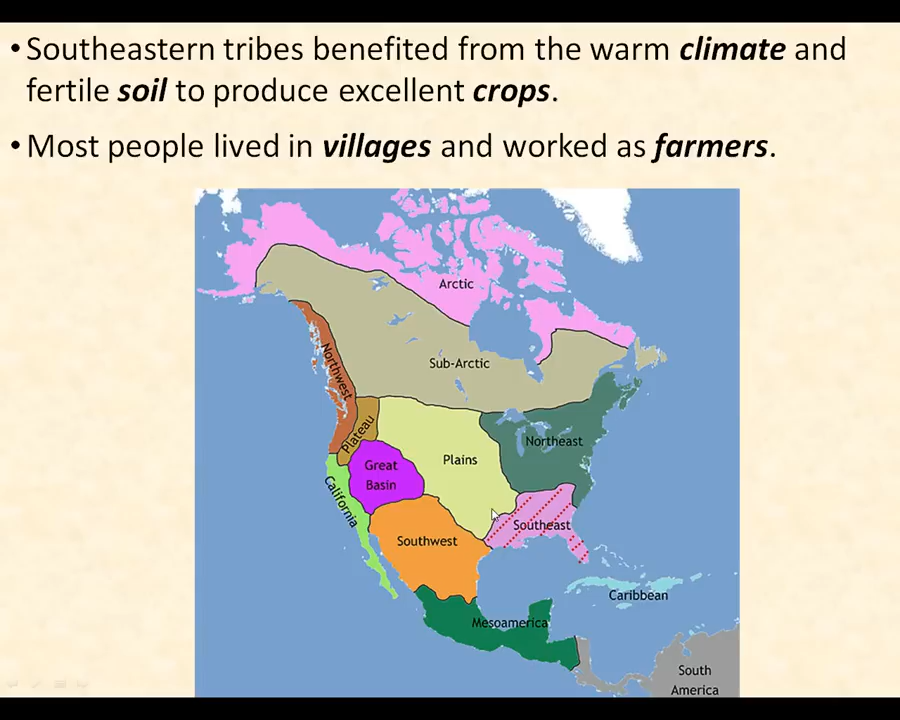 • Southeastern tribes benefited from the warm climate and
fertile soil to produce excellent crops.
• Most people lived in villages and worked as farmers.
Arctic
Sub-Arctic
Northwest
Plateau
Northeast
Plains
Great
Basin
California
Southeast
Southwest
Caribbean
Mesoamerica
South
America